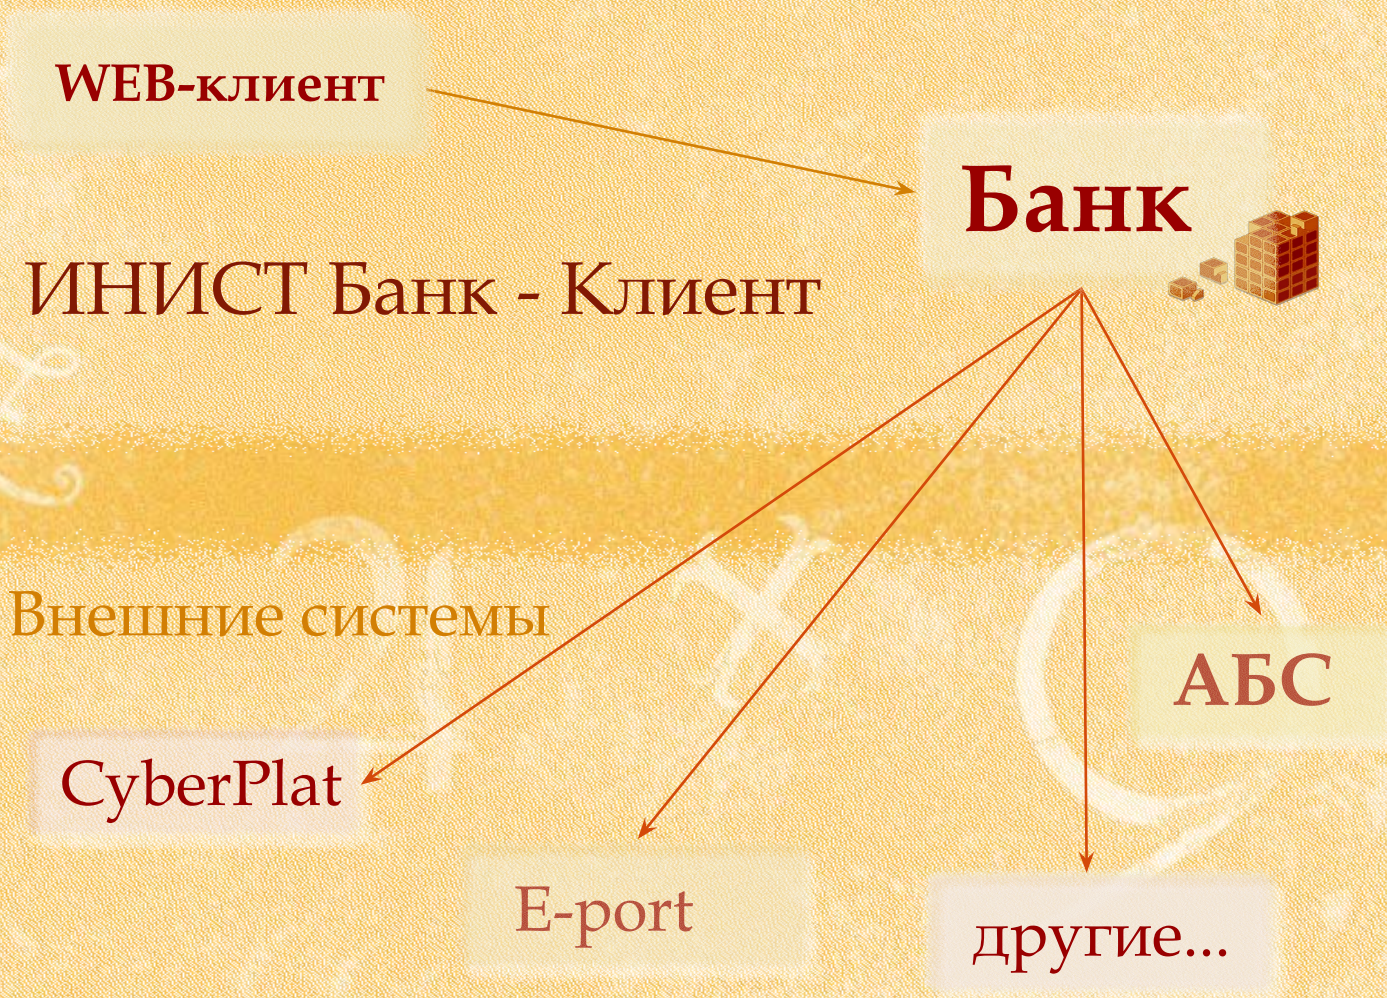 WEB-клиент
Банк
ИНИСТ Банк - Клиент
Внешние системы
АБС
CyberPlat
E-port
другие...